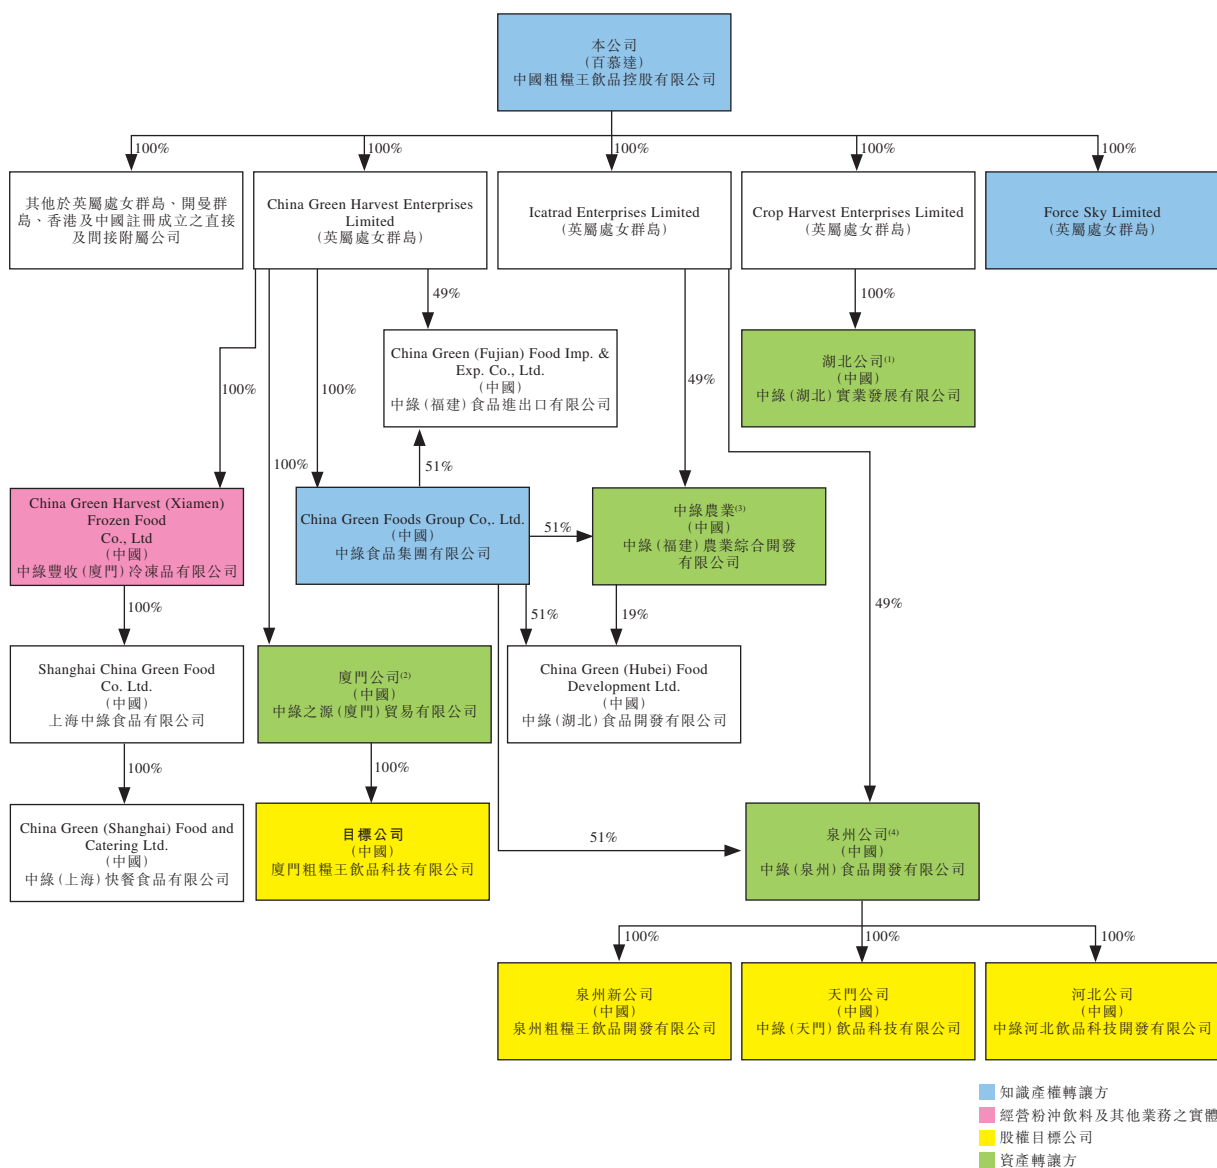 本公司
(百慕達)
中國粗糧王飲品控股有限公司
100%
100%
100%
100%
100%
其他於英屬處女群島、開曼群
島、香港及中國註冊成立之直接
及間接附屬公司
China Green Harvest Enterprises
Limited
(英屬處女群島)
Icatrad Enterprises Limited
(英屬處女群島)
Crop Harvest Enterprises Limited
(英屬處女群島)
Force Sky Limited
(英屬處女群島)
49%
100%
China Green (Fujian) Food Imp. &
Exp. Co., Ltd.
(中國)
中綠(福建)食品進出口有限公司
湖北公司(1)
(中國)
中綠(湖北)實業發展有限公司
100%
100%
49%
100%
51%
China Green Harvest (Xiamen)
Frozen Food
Co., Ltd
(中國)
中綠豐收(廈門)冷凍品有限公司
China Green Foods Group Co,. Ltd.
(中國)
中綠食品集團有限公司
51%
中綠農業(3)
(中國)
中綠(福建)農業綜合開發
有限公司
100%
51%
19%
49%
Shanghai China Green Food
Co. Ltd.
(中國)
上海中綠食品有限公司
廈門公司(2)
(中國)
中綠之源(廈門)貿易有限公司
China Green (Hubei) Food
Development Ltd.
(中國)
中綠(湖北)食品開發有限公司
100%
100%
China Green (Shanghai) Food and
Catering Ltd.
(中國)
中綠(上海)快餐食品有限公司
目標公司
(中國)
廈門粗糧王飲品科技有限公司
51%
泉州公司(4)
(中國)
中綠(泉州)食品開發有限公司
100%
100%
100%
泉州新公司
(中國)
泉州粗糧王飲品開發有限公司
天門公司
(中國)
中綠(天門)飲品科技有限公司
河北公司
(中國)
中綠河北飲品科技開發有限公司
知識產權轉讓方
經營粉沖飲料及其他業務之實體
股權目標公司
資產轉讓方